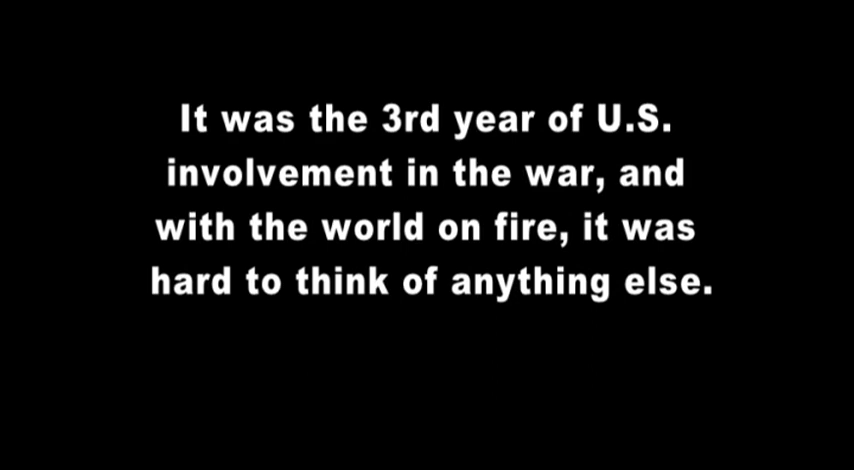 It was the 3rd year of U.S.
involvement in the war, and
with the world on fire, it was
hard to think of anything else.